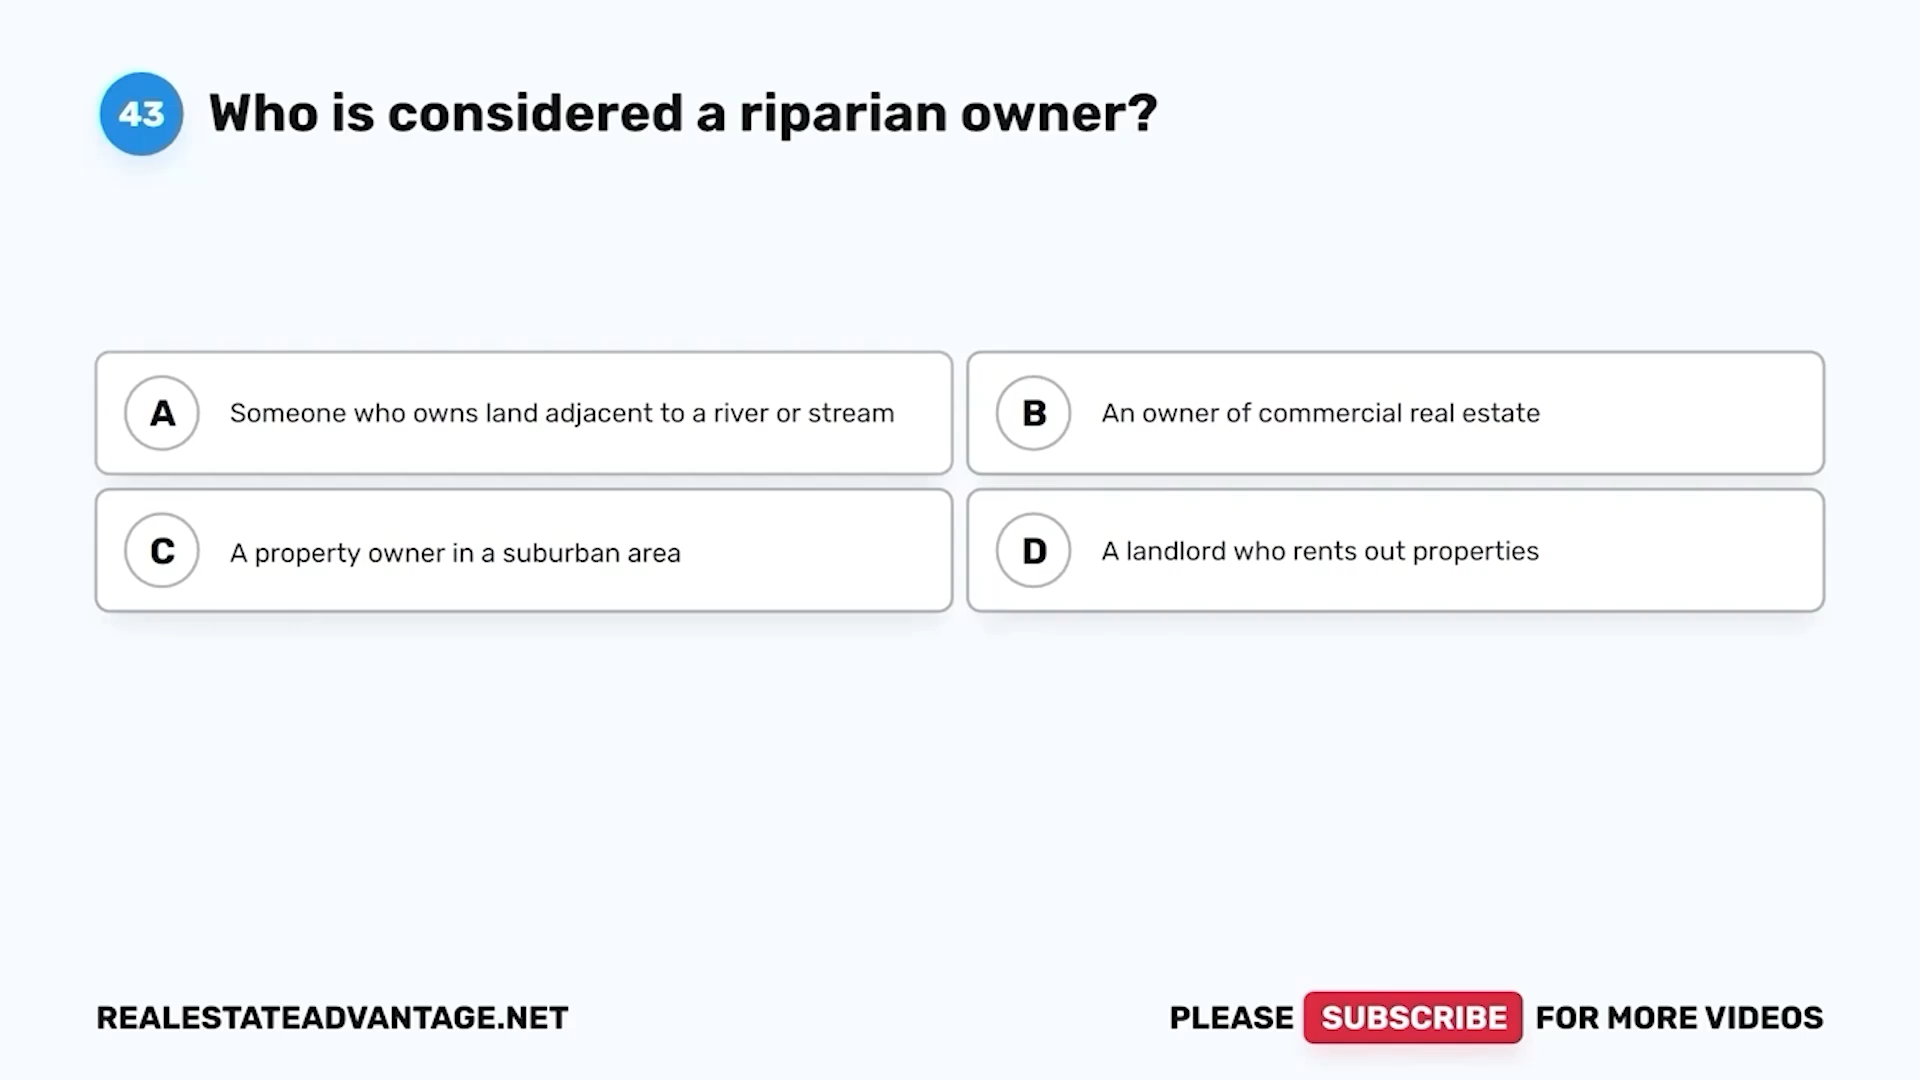 43 Who is considered a riparian owner?
A Someone who owns land adjacent to a river or stream
B An owner of commercial real estate
C A property owner in a suburban area
D A landlord who rents out properties
REALESTATEADVANTAGE.NET
PLEASE SUBSCRIBE FOR MORE VIDEOS